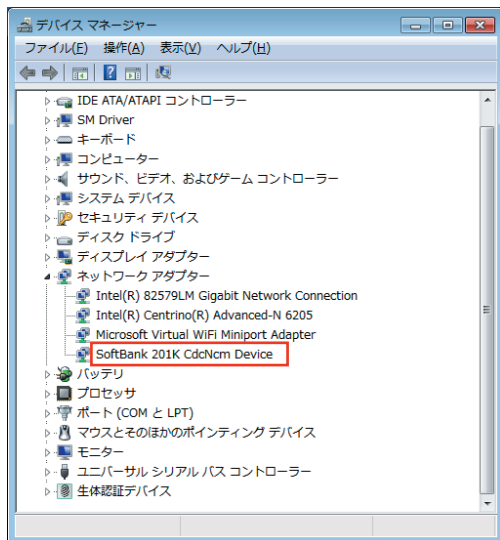 デバイス マネージャー
ファイル(F) 操作(A) 表示(V) ヘルプ(H)
IDE ATA/ATAPI コントローラー
SM Driver
キーボード
コンピューター
サウンド、ビデオ、およびゲーム コントローラー
システム デバイス
セキュリティ デバイス
ディスク ドライブ
ディスプレイ アダプター
ネットワーク アダプター
Intel(R) 82579LM Gigabit Network Connection
Intel(R) Centrino(R) Advanced-N 6205
Microsoft Virtual WiFi Miniport Adapter
SoftBank 201K CdcNcm Device
バッテリ
プロセッサ
ポート (COM と LPT)
マウスとそのほかのポインティング デバイス
モニター
ユニバーサル シリアル バス コントローラー
生体認証デバイス